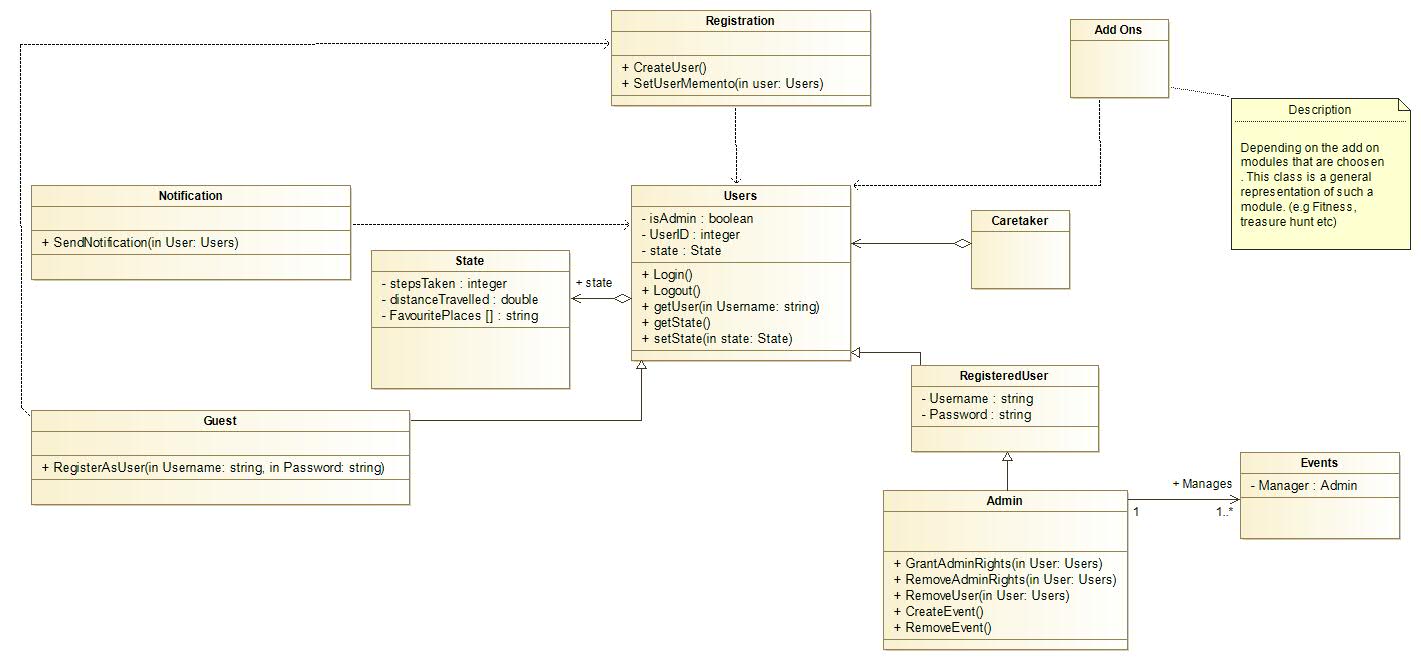 Registration
+ CreateUser()
+ SetUserMemento(in user: Users)
Add Ons
Description
Depending on the add on
modules that are choosen
. This class is a general
representation of such a
module. (e.g Fitness,
treasure hunt etc)
Notification
+ SendNotification(in User: Users)
Users
- isAdmin : boolean
- UserID : integer
- state : State
+ Login()
+ Logout()
+ getUser(in Username: string)
+ getState()
+ setState(in state: State)
Caretaker
State
- stepsTaken : integer
- distanceTravelled : double
- FavouritePlaces [] : string
+ state
RegisteredUser
- Username : string
- Password : string
Guest
+ RegisterAsUser(in Username: string, in Password: string)
Admin
+ GrantAdminRights(in User: Users)
+ RemoveAdminRights(in User: Users)
+ RemoveUser(in User: Users)
+ CreateEvent()
+ RemoveEvent()
+ Manages
1
1..*
Events
- Manager : Admin